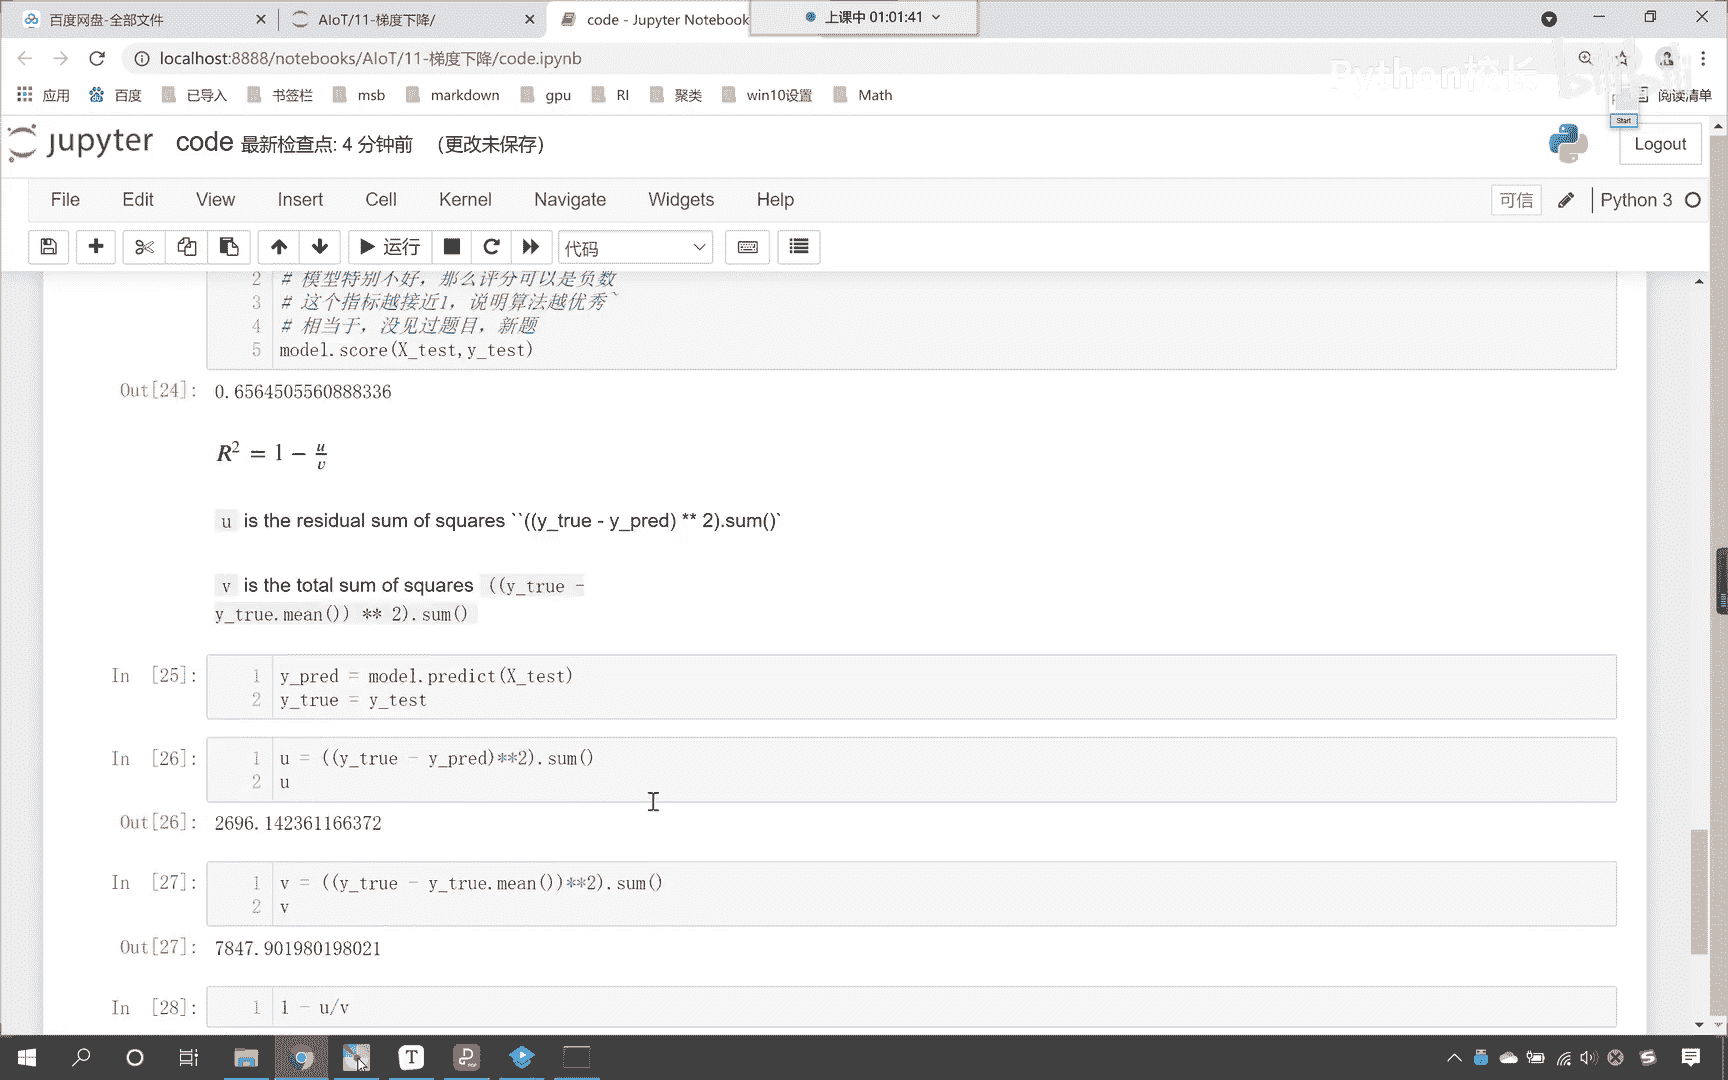 百度网盘-全部文件
AIoT/11-梯度下降/
code - Jupyter Notebook
上课中 01:01:41
localhost:8888/notebooks/AIoT/11-梯度下降/code.ipynb
Python校长
应用 百度 已导入 书签栏 msb markdown gpu RI 聚类 win10设置 Math 阅读清单
Start
jupyter code 最新检查点: 4 分钟前 (更改未保存) Logout
File Edit View Insert Cell Kernel Navigate Widgets Help 可信 Python 3
运行 代码
2 # 模型特别不好，那么评分可以是负数
3 # 这个指标越接近1，说明算法越优秀`
4 # 相当于，没见过题目，新题
5 model.score(X_test,y_test)
Out[24]: 0.6564505560888336
R² = 1 − u/v
u is the residual sum of squares ``((y_true - y_pred) ** 2).sum()`
v is the total sum of squares ((y_true -
y_true.mean()) ** 2).sum()
In [25]: 1 y_pred = model.predict(X_test)
2 y_true = y_test
In [26]: 1 u = ((y_true - y_pred)**2).sum()
2 u
Out[26]: 2696.142361166372
In [27]: 1 v = ((y_true - y_true.mean())**2).sum()
2 v
Out[27]: 7847.901980198021
In [28]: 1 1 - u/v